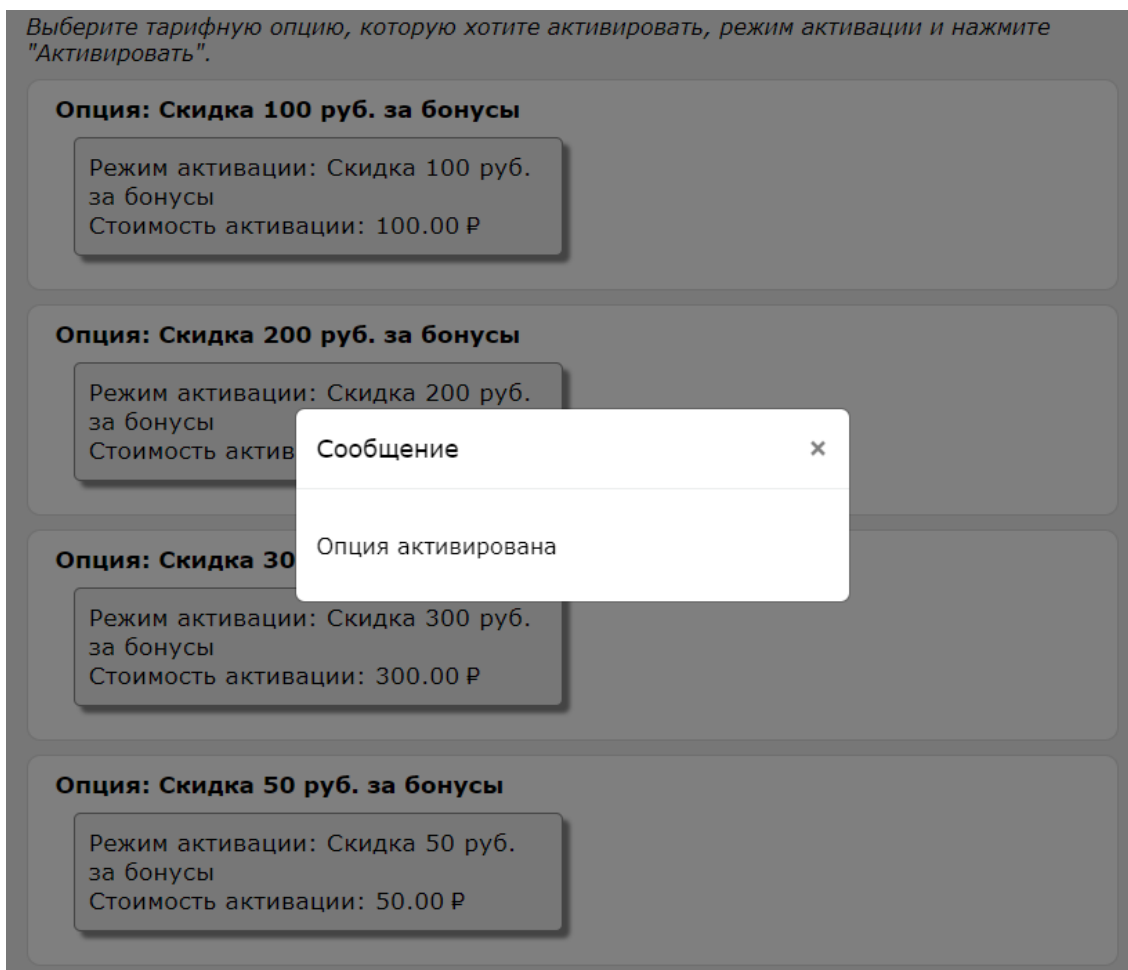 Выберите тарифную опцию, которую хотите активировать, режим активации и нажмите
"Активировать".
Опция: Скидка 100 руб. за бонусы
Режим активации: Скидка 100 руб.
за бонусы
Стоимость активации: 100.00 ₽
Опция: Скидка 200 руб. за бонусы
Режим активации: Скидка 200 руб.
за бонусы
Стоимость актив
Сообщение
×
Опция активирована
Опция: Скидка 30
Режим активации: Скидка 300 руб.
за бонусы
Стоимость активации: 300.00 ₽
Опция: Скидка 50 руб. за бонусы
Режим активации: Скидка 50 руб.
за бонусы
Стоимость активации: 50.00 ₽